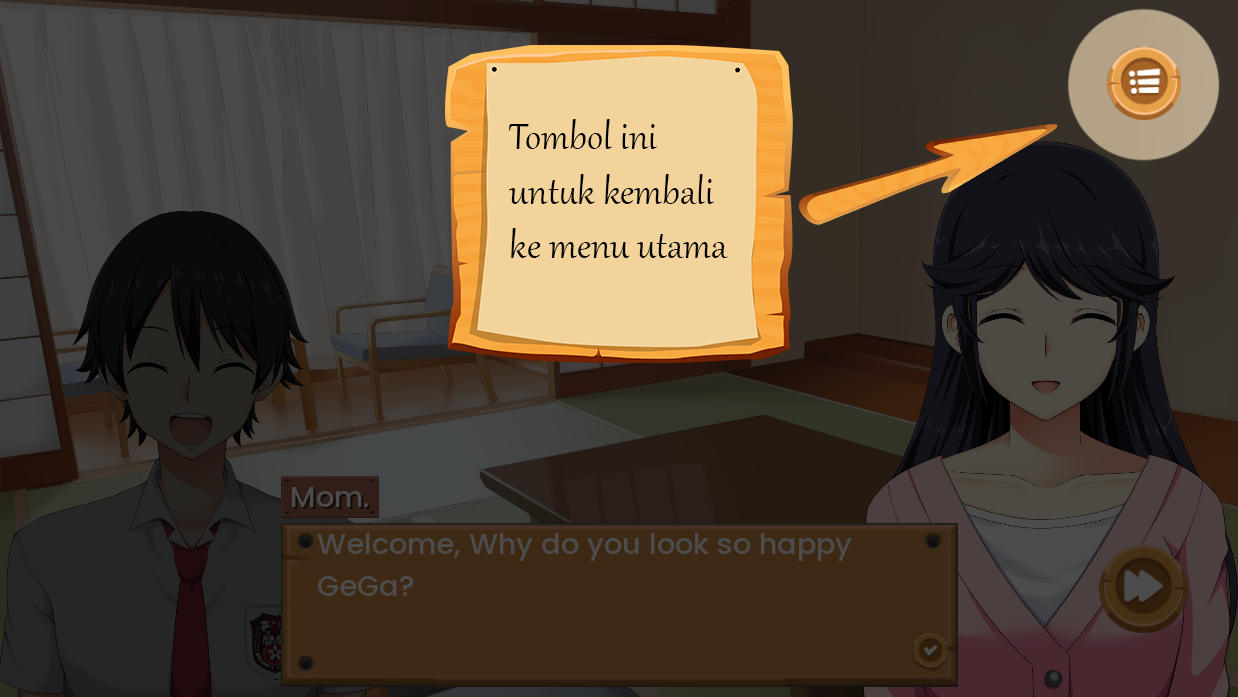 Tombol ini
untuk kembali
ke menu utama
Mom.
Welcome, Why do you look so happy
GeGa?